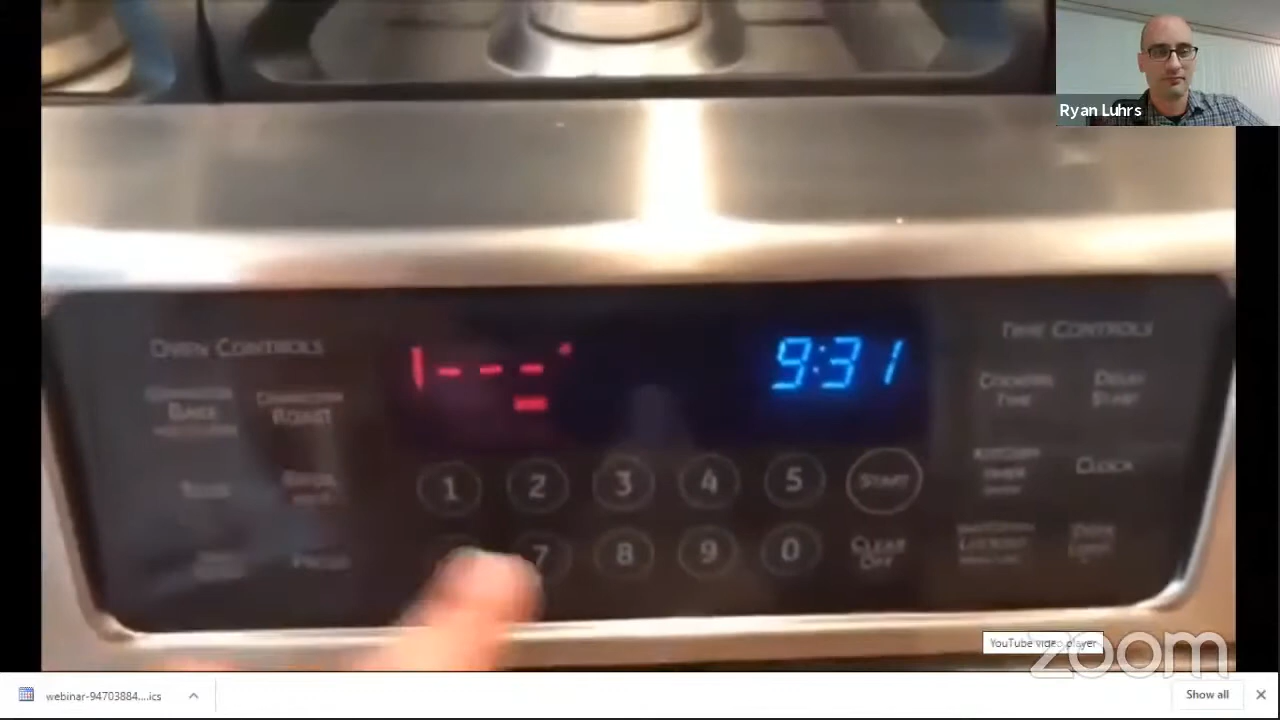 Ryan Luhrs
OVEN CONTROLS
TIME CONTROLS
1---°
9:31
BAKE
ROAST
COOKING TIME
DELAY START
1 2 3 4 5 START
CLOCK
7 8 9 0 CLEAR OFF
YouTube video player
zoom
webinar-94703884....ics
Show all